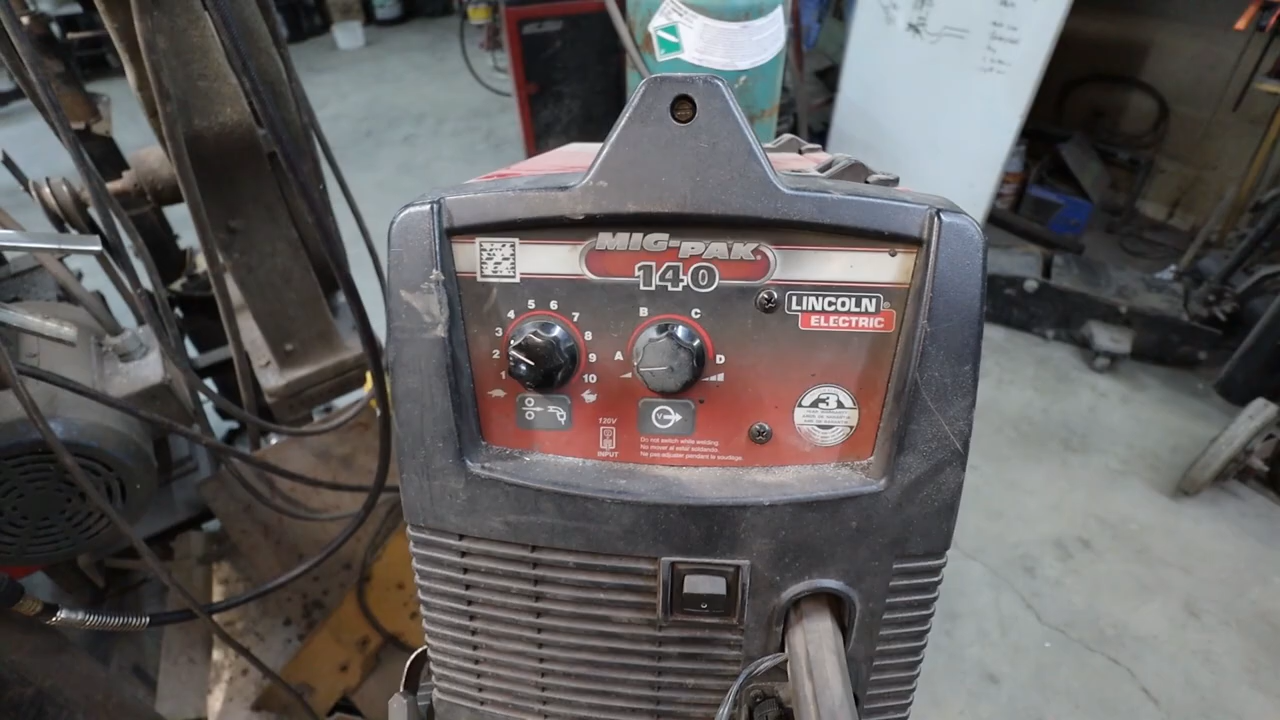 MIG-PAK®
140
LINCOLN®
ELECTRIC
1 2 3 4 5 6 7 8 9 10
A B C D
V
3
120V
INPUT
Do not switch while welding.
No mover al estar soldando.
Ne pas adjuster pendant le soudage.